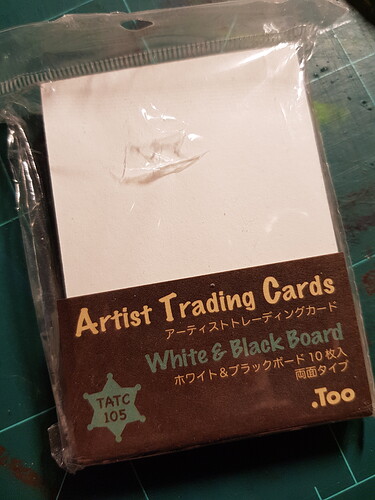 Artist Trading Cards
アーティストトレーディングカード
White & Black Board
ホワイト&ブラックボード 10枚入
両面タイプ
TATC
105
.Too